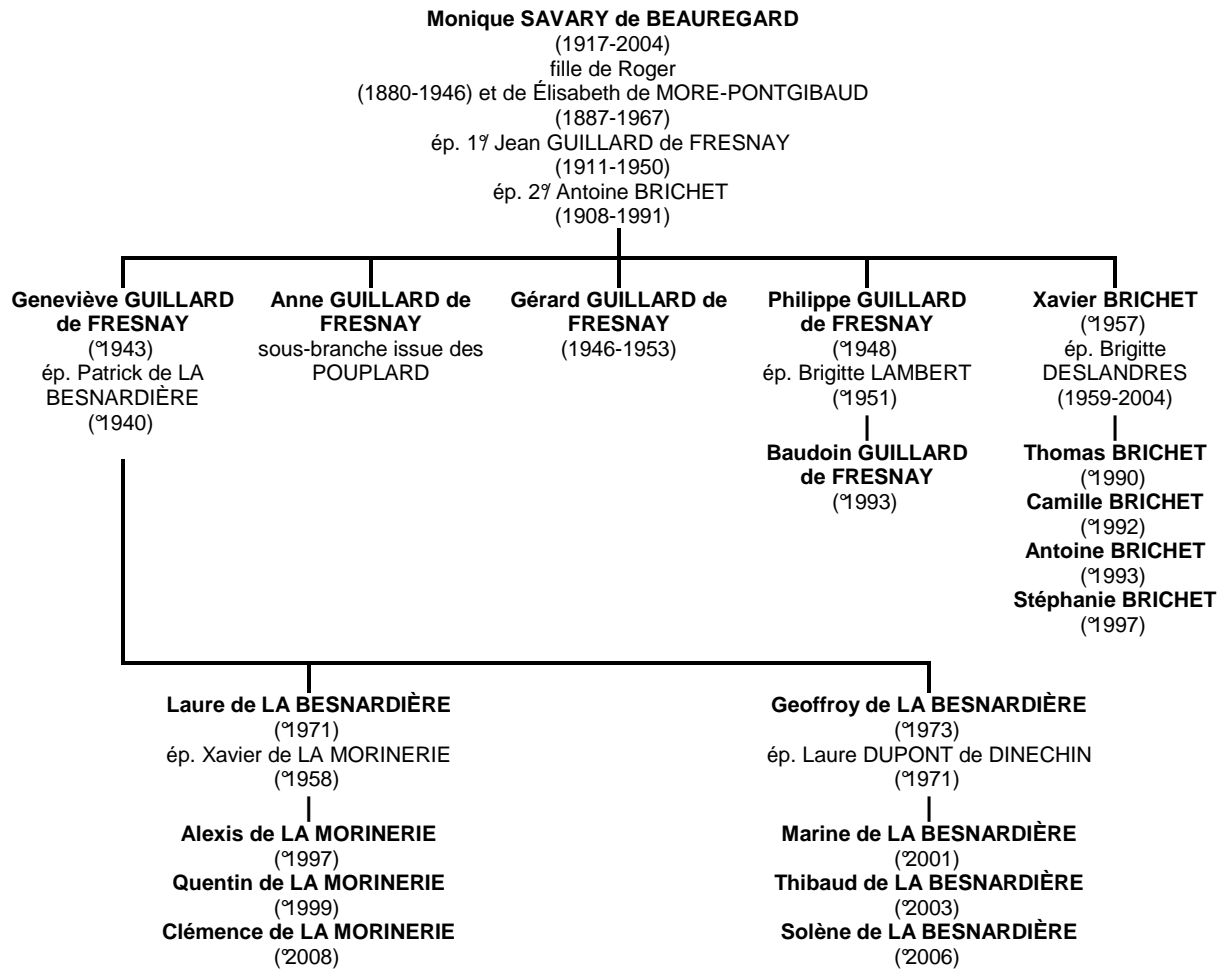 Monique SAVARY de BEAUREGARD
(1917-2004)
fille de Roger
(1880-1946) et de Élisabeth de MORE-PONTGIBAUD
(1887-1967)
ép. 1°/ Jean GUILLARD de FRESNAY
(1911-1950)
ép. 2°/ Antoine BRICHET
(1908-1991)
Geneviève GUILLARD
de FRESNAY
(°1943)
ép. Patrick de LA
BESNARDIÈRE
(°1940)
Anne GUILLARD de
FRESNAY
sous-branche issue des
POUPLARD
Gérard GUILLARD de
FRESNAY
(1946-1953)
Philippe GUILLARD
de FRESNAY
(°1948)
ép. Brigitte LAMBERT
(°1951)
Baudoin GUILLARD
de FRESNAY
(°1993)
Xavier BRICHET
(°1957)
ép. Brigitte
DESLANDRES
(1959-2004)
Thomas BRICHET
(°1990)
Camille BRICHET
(°1992)
Antoine BRICHET
(°1993)
Stéphanie BRICHET
(°1997)
Laure de LA BESNARDIÈRE
(°1971)
ép. Xavier de LA MORINERIE
(°1958)
Alexis de LA MORINERIE
(°1997)
Quentin de LA MORINERIE
(°1999)
Clémence de LA MORINERIE
(°2008)
Geoffroy de LA BESNARDIÈRE
(°1973)
ép. Laure DUPONT de DINECHIN
(°1971)
Marine de LA BESNARDIÈRE
(°2001)
Thibaud de LA BESNARDIÈRE
(°2003)
Solène de LA BESNARDIÈRE
(°2006)